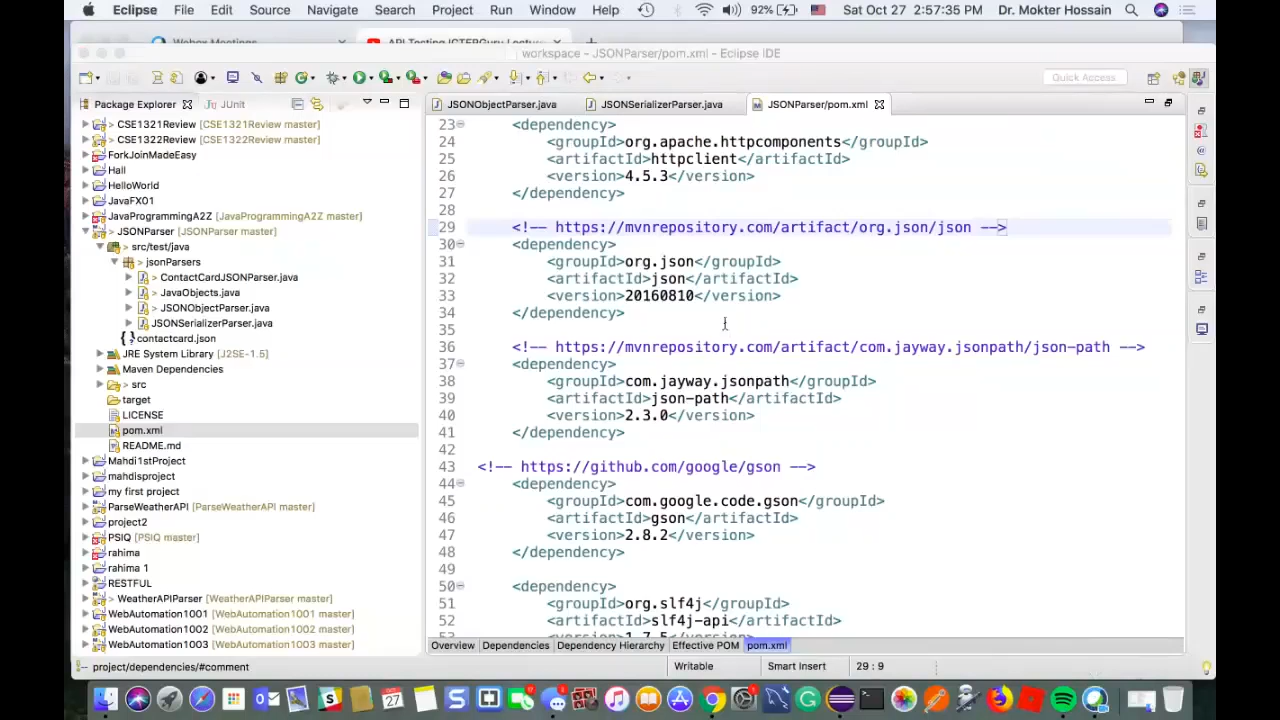 Eclipse File Edit Source Navigate Search Project Run Window Help 92% Sat Oct 27 2:57:35 PM Dr. Mokter Hossain
workspace - JSONParser/pom.xml - Eclipse IDE
Quick Access
Package Explorer JUnit
JSONObjectParser.java JSONSerializerParser.java JSONParser/pom.xml
> CSE1321Review [CSE1321Review master]
> CSE1322Review [CSE1322Review master]
ForkJoinMadeEasy
Hall
HelloWorld
JavaFX01
> JavaProgrammingA2Z [JavaProgrammingA2Z master]
> JSONParser [JSONParser master]
> src/test/java
> jsonParsers
> ContactCardJSONParser.java
> JavaObjects.java
> JSONObjectParser.java
JSONSerializerParser.java
contactcard.json
JRE System Library [J2SE-1.5]
Maven Dependencies
> src
target
LICENSE
pom.xml
README.md
Mahdi1stProject
mahdisproject
my first project
ParseWeatherAPI [ParseWeatherAPI master]
project2
PSIQ [PSIQ master]
rahima
rahima 1
RESTFUL
> WeatherAPIParser [WeatherAPIParser master]
WebAutomation1001 [WebAutomation1001 master]
WebAutomation1002 [WebAutomation1002 master]
WebAutomation1003 [WebAutomation1003 master]
23 <dependency>
24 <groupId>org.apache.httpcomponents</groupId>
25 <artifactId>httpclient</artifactId>
26 <version>4.5.3</version>
27 </dependency>
28
29 <!-- https://mvnrepository.com/artifact/org.json/json -->
30 <dependency>
31 <groupId>org.json</groupId>
32 <artifactId>json</artifactId>
33 <version>20160810</version>
34 </dependency>
35
36 <!-- https://mvnrepository.com/artifact/com.jayway.jsonpath/json-path -->
37 <dependency>
38 <groupId>com.jayway.jsonpath</groupId>
39 <artifactId>json-path</artifactId>
40 <version>2.3.0</version>
41 </dependency>
42
43 <!-- https://github.com/google/gson -->
44 <dependency>
45 <groupId>com.google.code.gson</groupId>
46 <artifactId>gson</artifactId>
47 <version>2.8.2</version>
48 </dependency>
49
50 <dependency>
51 <groupId>org.slf4j</groupId>
52 <artifactId>slf4j-api</artifactId>
53 <version>1.7.5</version>
Overview Dependencies Dependency Hierarchy Effective POM pom.xml
project/dependencies/#comment Writable Smart Insert 29 : 9